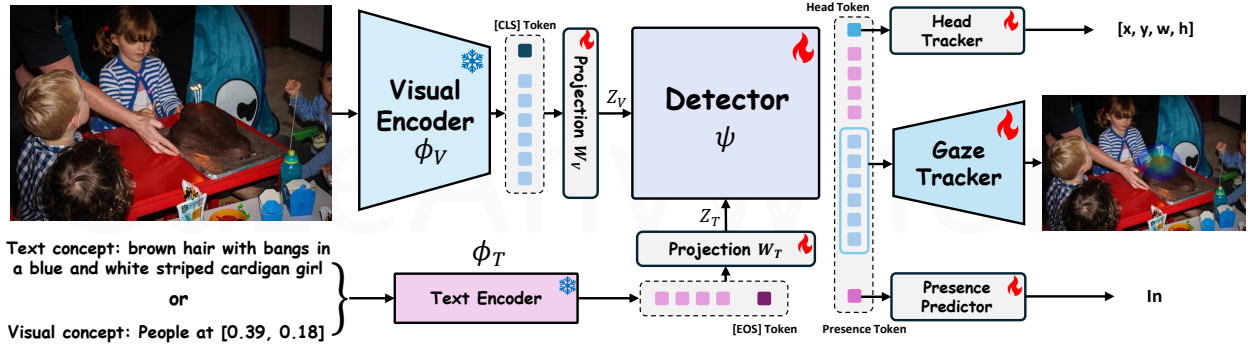 [CLS] Token
Visual
Encoder
ϕ_V
Projection W_V
Z_V
Detector
ψ
Z_T
Projection W_T
Head Token
Head
Tracker
[x, y, w, h]
Gaze
Tracker
Text concept: brown hair with bangs in
a blue and white striped cardigan girl
or
Visual concept: People at [0.39, 0.18]
ϕ_T
Text Encoder
[EOS] Token
Presence Token
Presence
Predictor
In